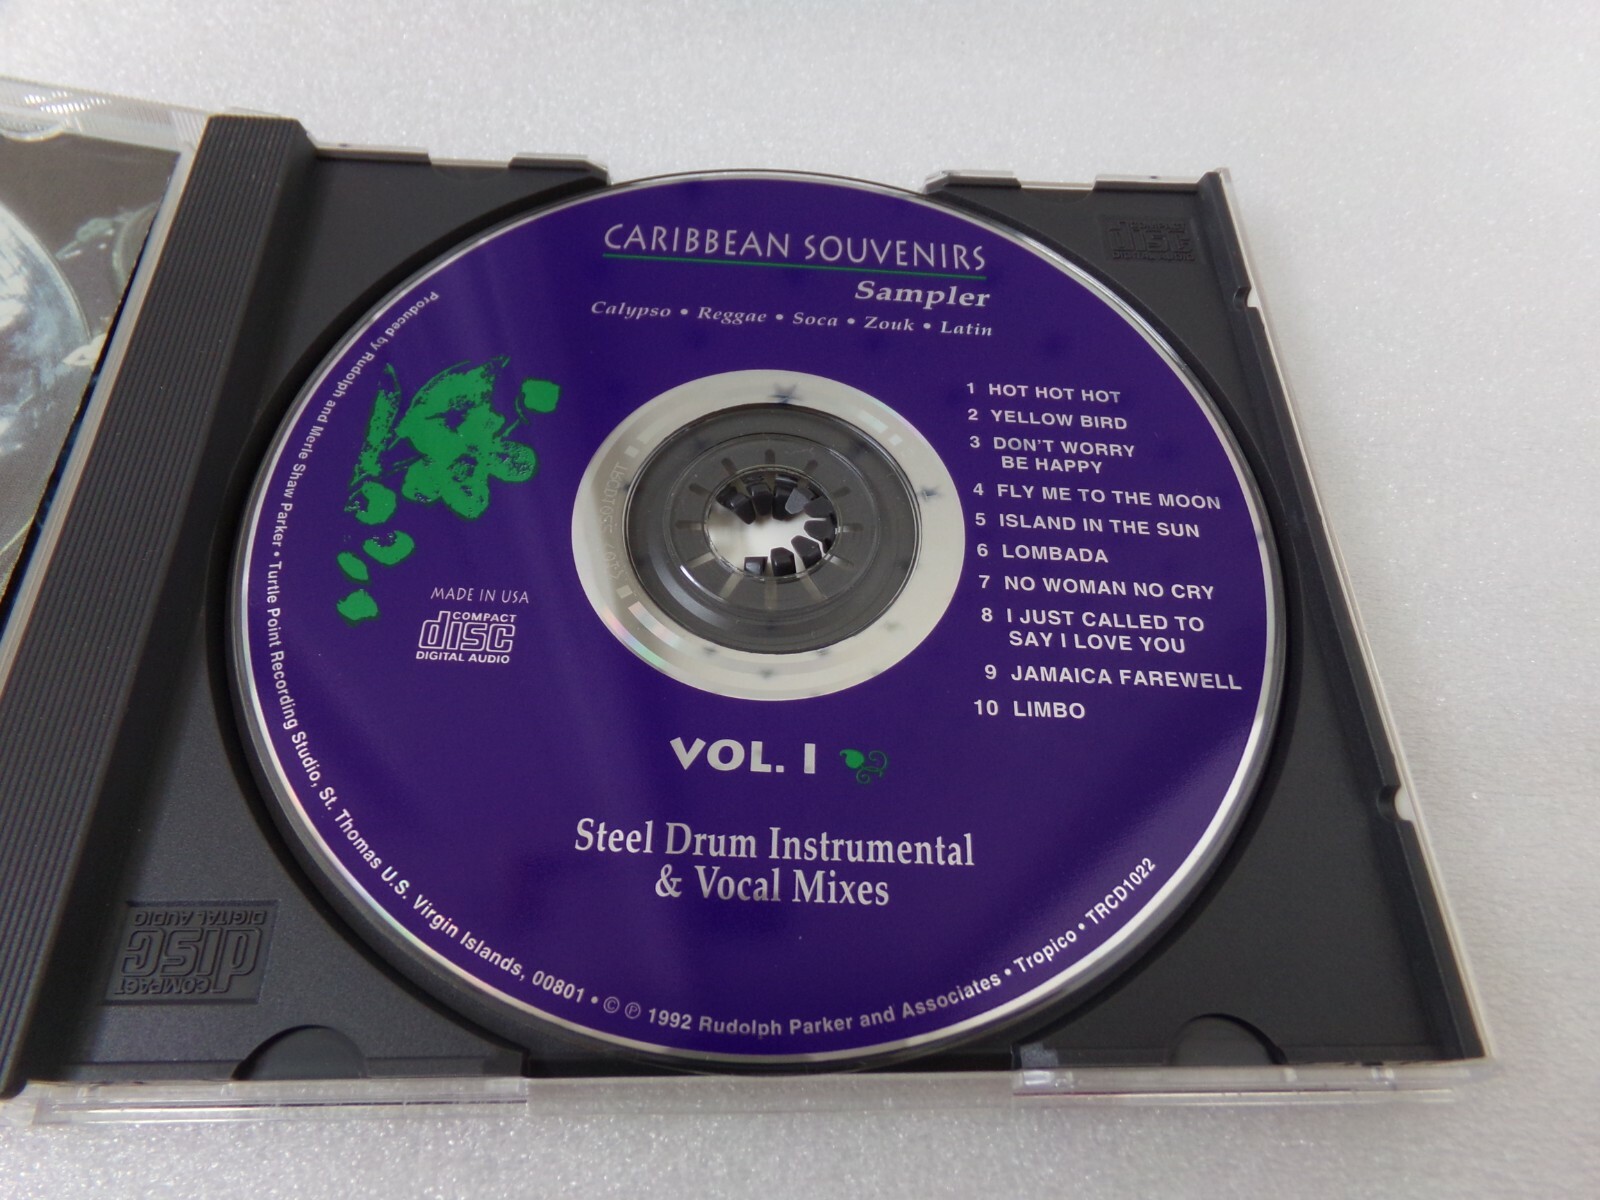 CARIBBEAN SOUVENIRS
Sampler
Calypso • Reggae • Soca • Zouk • Latin
1 HOT HOT HOT
2 YELLOW BIRD
3 DON'T WORRY
BE HAPPY
4 FLY ME TO THE MOON
5 ISLAND IN THE SUN
6 LOMBADA
7 NO WOMAN NO CRY
8 I JUST CALLED TO
SAY I LOVE YOU
9 JAMAICA FAREWELL
10 LIMBO
MADE IN USA
COMPACT
disc
DIGITAL AUDIO
VOL. I
Steel Drum Instrumental
& Vocal Mixes
Produced by Rudolph and Merle Shaw Parker • Turtle Point Recording Studio, St. Thomas U.S. Virgin Islands, 00801 • © ℗ 1992 Rudolph Parker and Associates • Tropico • TRCD1022
COMPACT
disc
DIGITAL AUDIO
COMPACT
disc
DIGITAL AUDIO